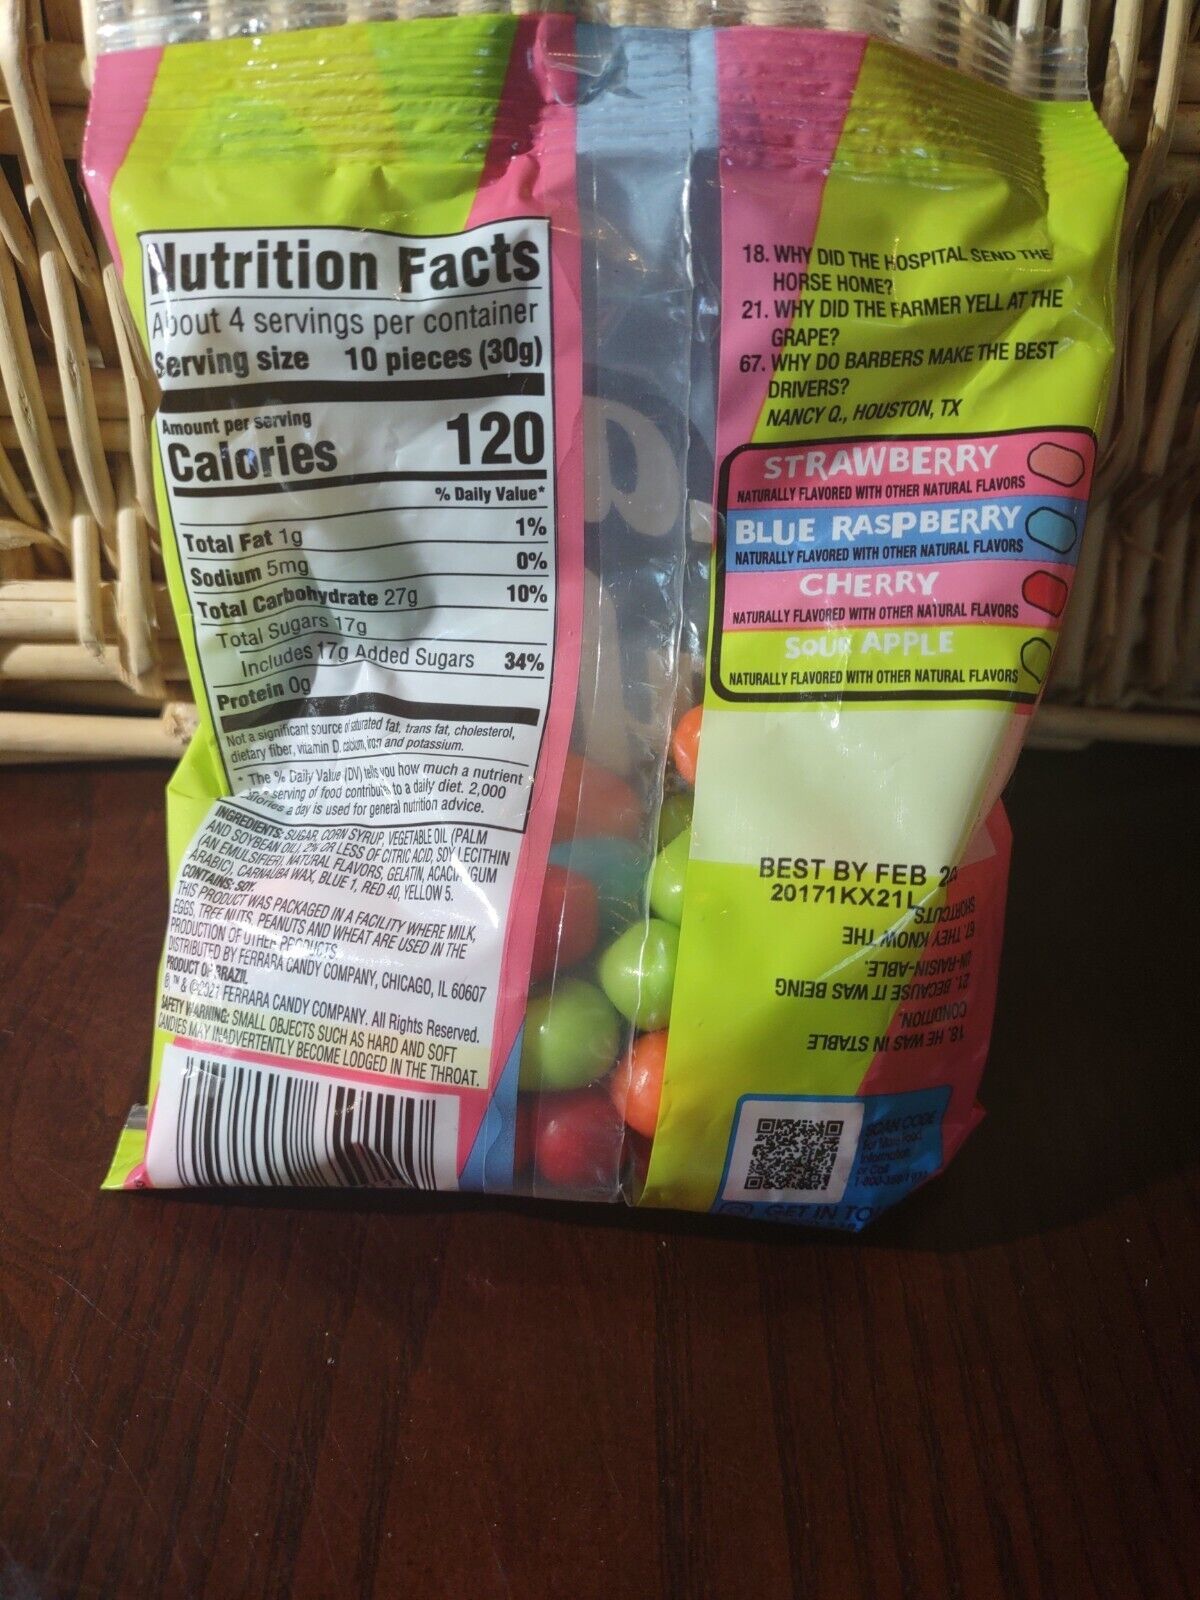 Nutrition Facts
About 4 servings per container
Serving size 10 pieces (30g)
Amount per serving
Calories 120
% Daily Value*
Total Fat 1g 1%
Sodium 5mg 0%
Total Carbohydrate 27g 10%
Total Sugars 17g
Includes 17g Added Sugars 34%
Protein 0g
Not a significant source of saturated fat, trans fat, cholesterol,
dietary fiber, vitamin D, calcium, iron and potassium.
* The % Daily Value (DV) tells you how much a nutrient
serving of food contributes to a daily diet. 2,000
calories a day is used for general nutrition advice.
INGREDIENTS: SUGAR, CORN SYRUP, VEGETABLE OIL (PALM
AND SOYBEAN OIL), 2% OR LESS OF CITRIC ACID, SOY LECITHIN
(AN EMULSIFIER), NATURAL FLAVORS, GELATIN, ACACIA (GUM
ARABIC), CARNAUBA WAX, BLUE 1, RED 40, YELLOW 5.
CONTAINS: SOY.
THIS PRODUCT WAS PACKAGED IN A FACILITY WHERE MILK,
EGGS, TREE NUTS, PEANUTS AND WHEAT ARE USED IN THE
PRODUCTION OF OTHER PRODUCTS.
DISTRIBUTED BY FERRARA CANDY COMPANY, CHICAGO, IL 60607
PRODUCT OF BRAZIL
®, ™ & ©2021 FERRARA CANDY COMPANY. All Rights Reserved.
SAFETY WARNING: SMALL OBJECTS SUCH AS HARD AND SOFT
CANDIES MAY INADVERTENTLY BECOME LODGED IN THE THROAT.
18. WHY DID THE HOSPITAL SEND THE
HORSE HOME?
21. WHY DID THE FARMER YELL AT THE
GRAPE?
67. WHY DO BARBERS MAKE THE BEST
DRIVERS?
NANCY Q., HOUSTON, TX
STRAWBERRY
NATURALLY FLAVORED WITH OTHER NATURAL FLAVORS
BLUE RASPBERRY
NATURALLY FLAVORED WITH OTHER NATURAL FLAVORS
CHERRY
NATURALLY FLAVORED WITH OTHER NATURAL FLAVORS
SOUR APPLE
NATURALLY FLAVORED WITH OTHER NATURAL FLAVORS
BEST BY FEB
20171KX21L
18. HE WAS IN STABLE
CONDITION.
21. BECAUSE IT WAS BEING
UN-RAISIN-ABLE.
67. THEY KNOW THE
SHORTCUTS
SCAN CODE
For More Food
Information
or Call
GET IN